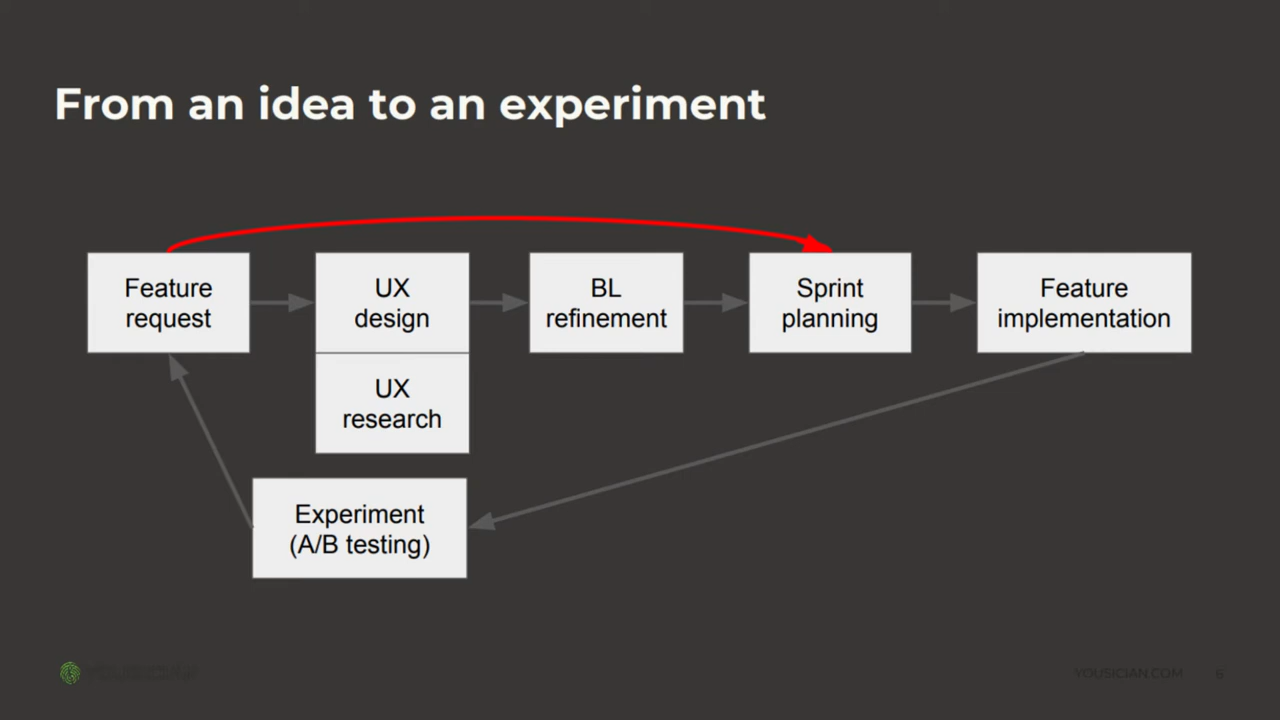 From an idea to an experiment
Feature
request
UX
design
BL
refinement
Sprint
planning
Feature
implementation
UX
research
Experiment
(A/B testing)
YOUSICIAN
YOUSICIAN.COM
6